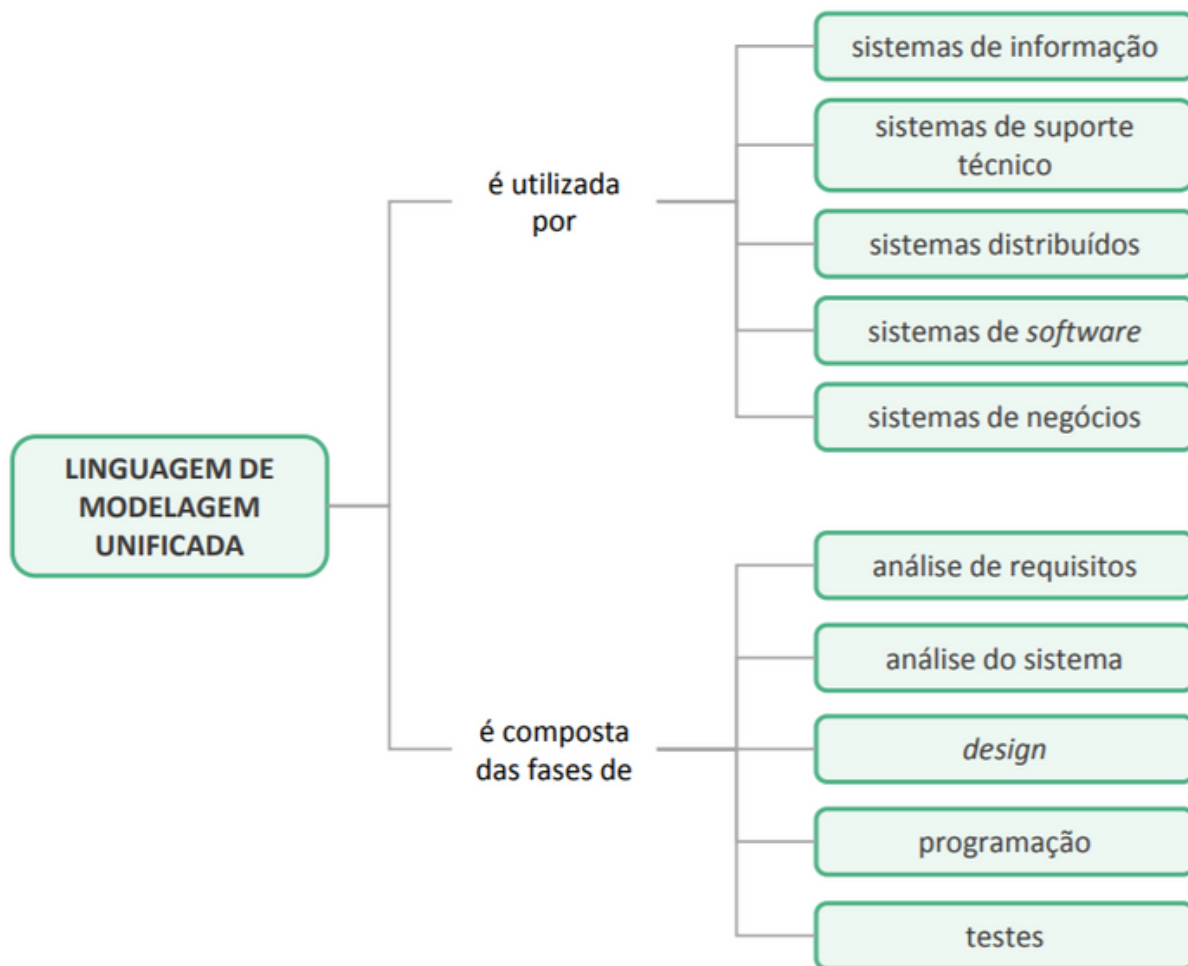 LINGUAGEM DE
MODELAGEM
UNIFICADA
é utilizada
por
sistemas de informação
sistemas de suporte
técnico
sistemas distribuídos
sistemas de software
sistemas de negócios
é composta
das fases de
análise de requisitos
análise do sistema
design
programação
testes